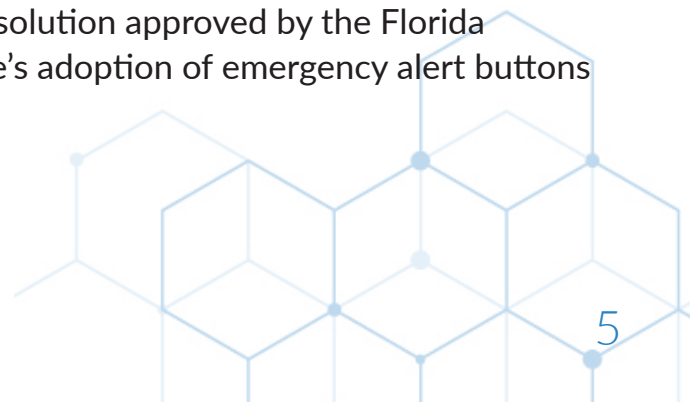 solution approved by the Florida
e’s adoption of emergency alert buttons
5